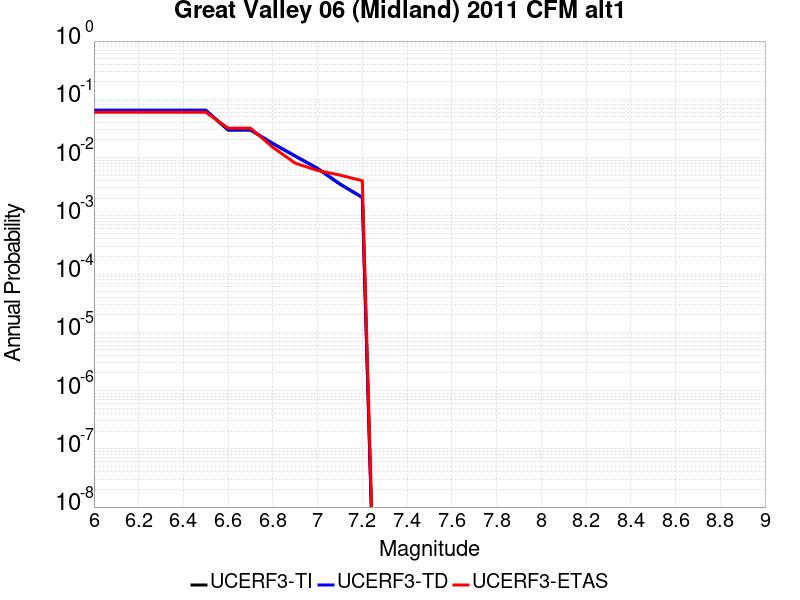 Great Valley 06 (Midland) 2011 CFM alt1
10^0
10^-1
10^-2
10^-3
10^-4
10^-5
10^-6
10^-7
10^-8
Annual Probability
6 6.2 6.4 6.6 6.8 7 7.2 7.4 7.6 7.8 8 8.2 8.4 8.6 8.8 9
Magnitude
UCERF3-TI UCERF3-TD UCERF3-ETAS